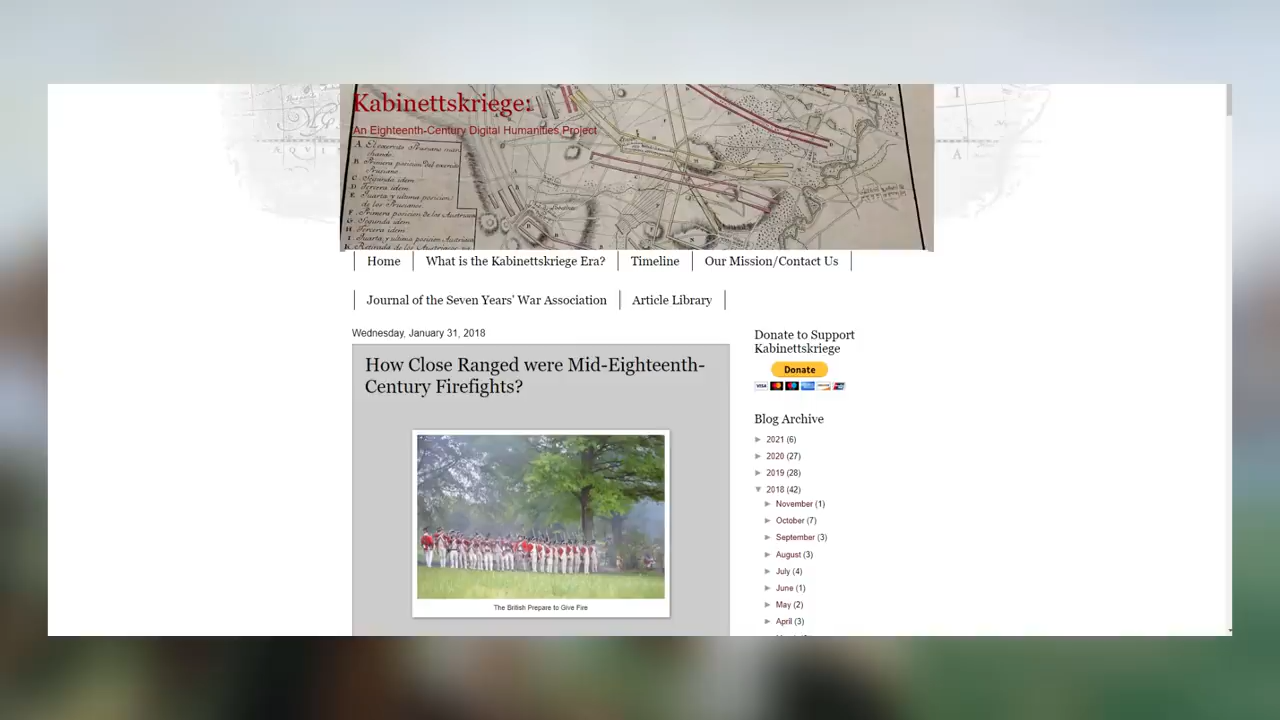 Kabinettskriege:
An Eighteenth-Century Digital Humanities Project
Home
What is the Kabinettskriege Era?
Timeline
Our Mission/Contact Us
Journal of the Seven Years' War Association
Article Library
Wednesday, January 31, 2018
How Close Ranged were Mid-Eighteenth-
Century Firefights?
The British Prepare to Give Fire
Donate to Support
Kabinettskriege
Donate
VISA
Blog Archive
► 2021 (6)
► 2020 (27)
► 2019 (28)
▼ 2018 (42)
► November (1)
► October (7)
► September (3)
► August (3)
► July (4)
► June (1)
► May (2)
► April (3)